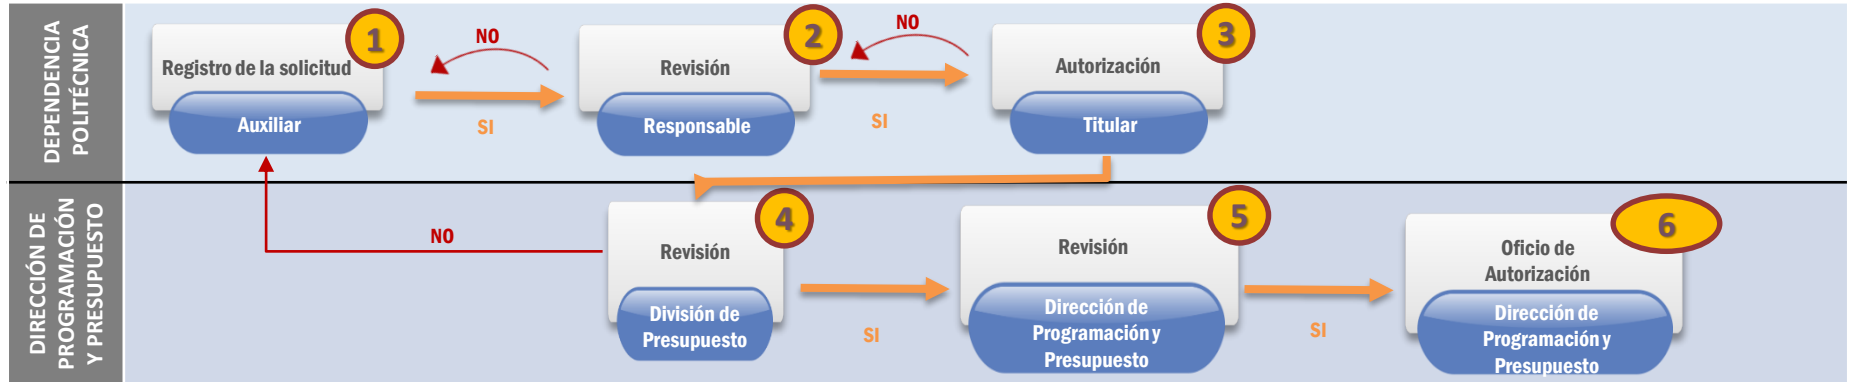 DEPENDENCIA
POLITÉCNICA
1
Registro de la solicitud
Auxiliar
NO
SI
2
Revisión
Responsable
NO
SI
3
Autorización
Titular
DIRECCIÓN DE
PROGRAMACIÓN
Y PRESUPUESTO
NO
4
Revisión
División de
Presupuesto
SI
5
Revisión
Dirección de
Programación y
Presupuesto
SI
6
Oficio de
Autorización
Dirección de
Programación y
Presupuesto